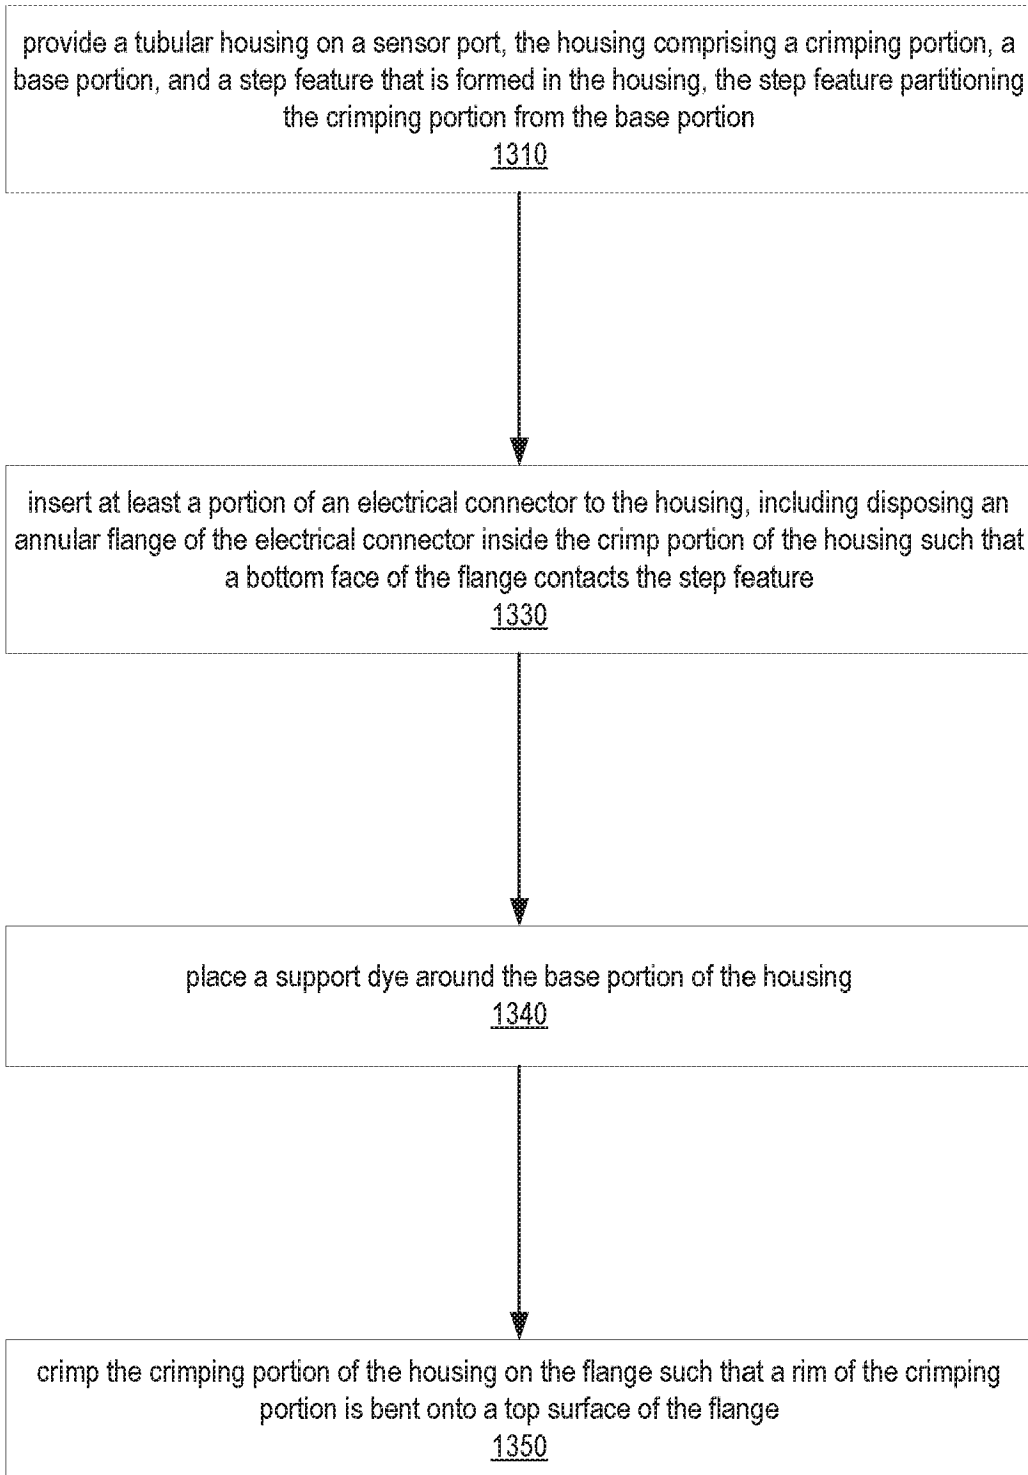 provide a tubular housing on a sensor port, the housing comprising a crimping portion, a
base portion, and a step feature that is formed in the housing, the step feature partitioning
the crimping portion from the base portion
1310
insert at least a portion of an electrical connector to the housing, including disposing an
annular flange of the electrical connector inside the crimp portion of the housing such that
a bottom face of the flange contacts the step feature
1330
place a support dye around the base portion of the housing
1340
crimp the crimping portion of the housing on the flange such that a rim of the crimping
portion is bent onto a top surface of the flange
1350